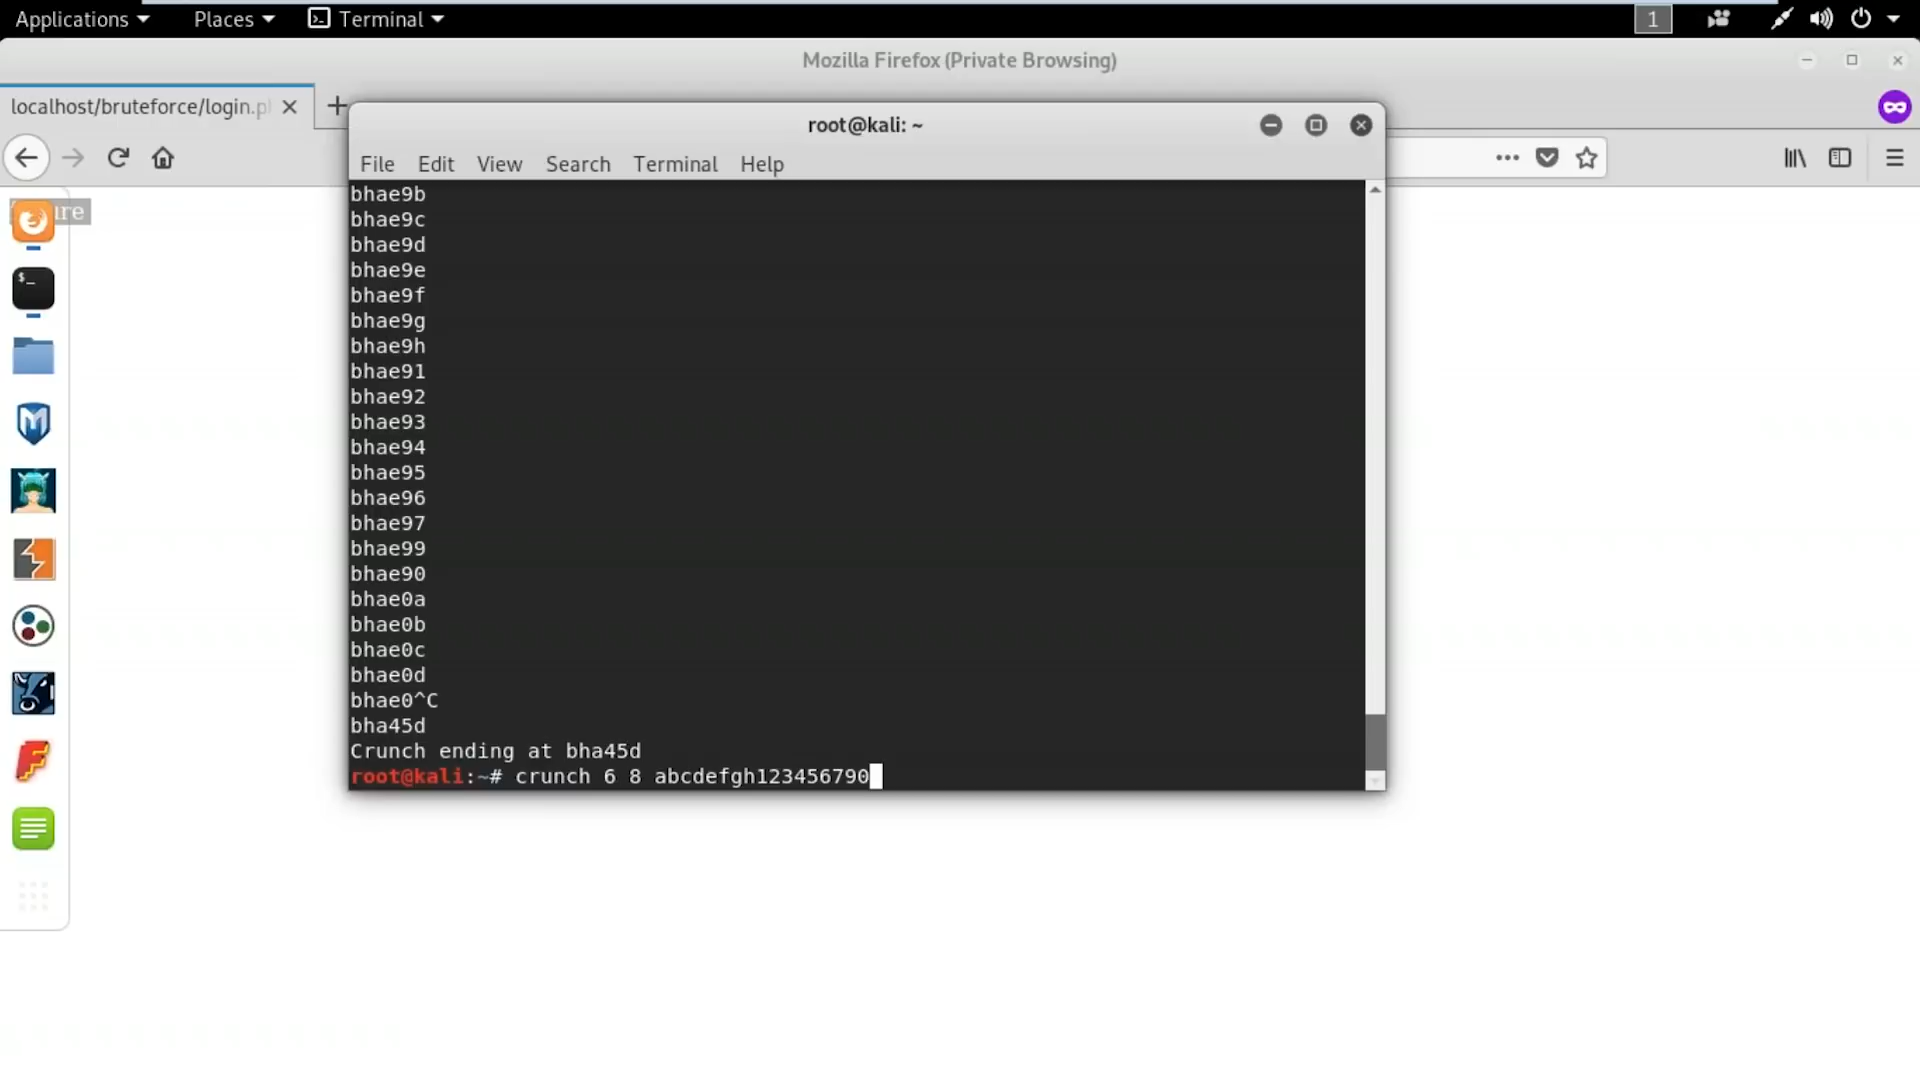 Applications
Places
Terminal
1
Mozilla Firefox (Private Browsing)
localhost/bruteforce/login.p
root@kali: ~
File Edit View Search Terminal Help
bhae9b
bhae9c
bhae9d
bhae9e
bhae9f
bhae9g
bhae9h
bhae91
bhae92
bhae93
bhae94
bhae95
bhae96
bhae97
bhae99
bhae90
bhae0a
bhae0b
bhae0c
bhae0d
bhae0^C
bha45d
Crunch ending at bha45d
root@kali:~# crunch 6 8 abcdefgh123456790